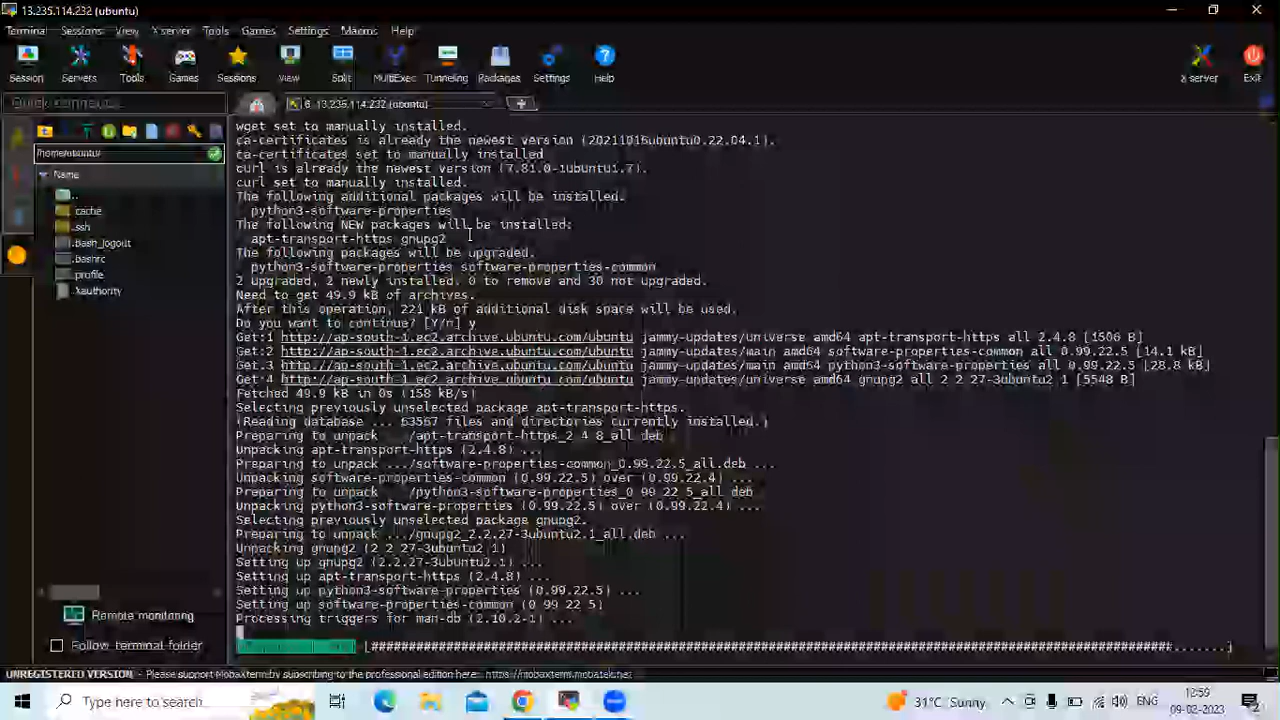 13.235.114.232 (ubuntu)
Terminal Sessions View X server Tools Games Settings Macros Help
Session Servers Tools Games Sessions View Split MultiExec Tunneling Packages Settings Help X server Exit
Quick connect...
6. 13.235.114.232 (ubuntu)
/home/ubuntu/
Name
..
.cache
.ssh
.bash_logout
.bashrc
.profile
.Xauthority
Remote monitoring
Follow terminal folder
wget set to manually installed.
ca-certificates is already the newest version (20211016ubuntu0.22.04.1).
ca-certificates set to manually installed
curl is already the newest version (7.81.0-1ubuntu1.7).
curl set to manually installed.
The following additional packages will be installed.
python3-software-properties
The following NEW packages will be installed:
apt-transport-https gnupg2
The following packages will be upgraded.
python3-software-properties software-properties-common
2 upgraded, 2 newly installed, 0 to remove and 30 not upgraded.
Need to get 49.9 kB of archives.
After this operation, 221 kB of additional disk space will be used.
Do you want to continue? [Y/n] y
Get:1 http://ap-south-1.ec2.archive.ubuntu.com/ubuntu jammy-updates/universe amd64 apt-transport-https all 2.4.8 [1506 B]
Get:2 http://ap-south-1.ec2.archive.ubuntu.com/ubuntu jammy-updates/main amd64 software-properties-common all 0.99.22.5 [14.1 kB]
Get:3 http://ap-south-1.ec2.archive.ubuntu.com/ubuntu jammy-updates/main amd64 python3-software-properties all 0.99.22.5 [28.8 kB]
Get:4 http://ap-south-1.ec2.archive.ubuntu.com/ubuntu jammy-updates/universe amd64 gnupg2 all 2.2.27-3ubuntu2.1 [5548 B]
Fetched 49.9 kB in 0s (158 kB/s)
Selecting previously unselected package apt-transport-https.
(Reading database ... 63567 files and directories currently installed.)
Preparing to unpack .../apt-transport-https_2.4.8_all.deb ...
Unpacking apt-transport-https (2.4.8) ...
Preparing to unpack .../software-properties-common_0.99.22.5_all.deb ...
Unpacking software-properties-common (0.99.22.5) over (0.99.22.4) ...
Preparing to unpack .../python3-software-properties_0.99.22.5_all.deb ...
Unpacking python3-software-properties (0.99.22.5) over (0.99.22.4) ...
Selecting previously unselected package gnupg2.
Preparing to unpack .../gnupg2_2.2.27-3ubuntu2.1_all.deb ...
Unpacking gnupg2 (2.2.27-3ubuntu2.1) ...
Setting up gnupg2 (2.2.27-3ubuntu2.1) ...
Setting up apt-transport-https (2.4.8) ...
Setting up python3-software-properties (0.99.22.5) ...
Setting up software-properties-common (0.99.22.5) ...
Processing triggers for man-db (2.10.2-1) ...
UNREGISTERED VERSION - Please support MobaXterm by subscribing to the professional edition here: https://mobaxterm.mobatek.net
Type here to search
31°C Sunny
ENG
2:59
09-02-2023